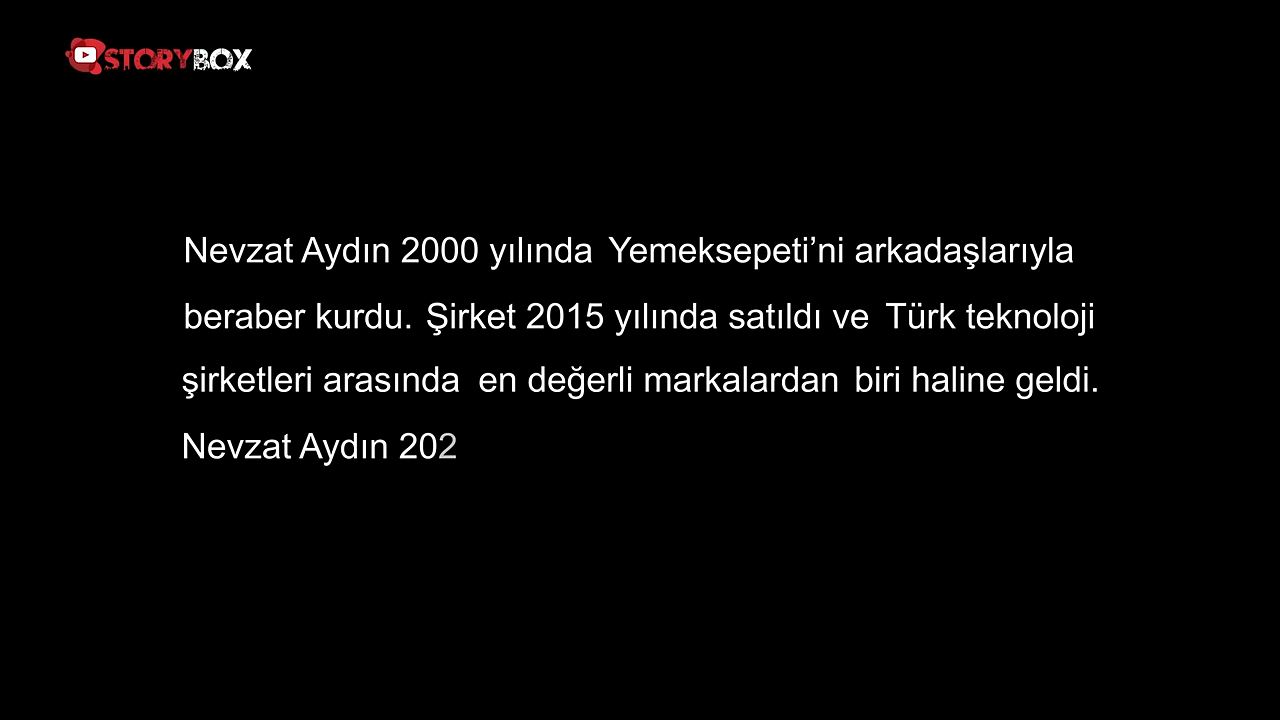 STORYBOX
Nevzat Aydın 2000 yılında Yemeksepeti’ni arkadaşlarıyla
beraber kurdu. Şirket 2015 yılında satıldı ve Türk teknoloji
şirketleri arasında en değerli markalardan biri haline geldi.
Nevzat Aydın 202